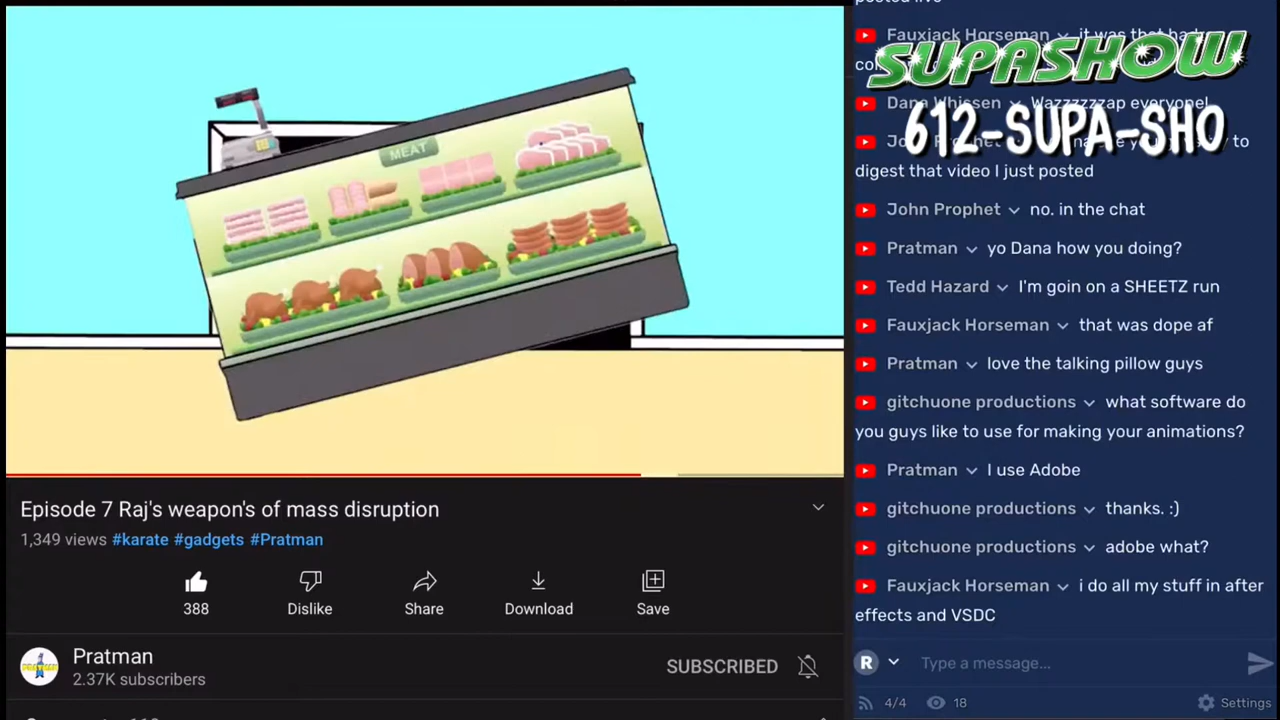 MEAT
Episode 7 Raj's weapon's of mass disruption
1,349 views #karate #gadgets #Pratman
388
Dislike
Share
Download
Save
Pratman
2.37K subscribers
SUBSCRIBED
SUPASHOW
612-SUPA-SHO
Fauxjack Horseman it was that
Dana Whissen Wazzzzzzap everyone!
to
digest that video I just posted
John Prophet no. in the chat
Pratman yo Dana how you doing?
Tedd Hazard I'm goin on a SHEETZ run
Fauxjack Horseman that was dope af
Pratman love the talking pillow guys
gitchuone productions what software do
you guys like to use for making your animations?
Pratman I use Adobe
gitchuone productions thanks. :)
gitchuone productions adobe what?
Fauxjack Horseman i do all my stuff in after
effects and VSDC
R Type a message...
4/4 18 Settings